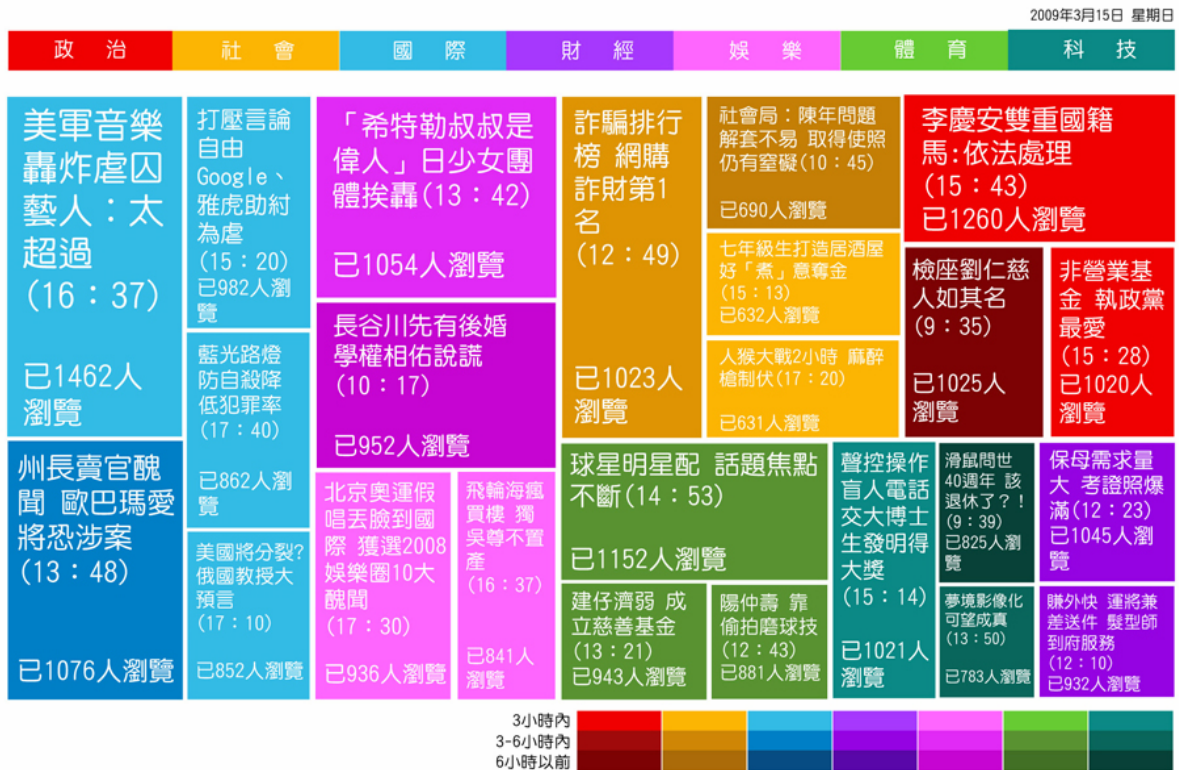 2009年3月15日 星期日
政 治
社 會
國 際
財 經
娛 樂
體 育
科 技
美軍音樂
轟炸虐囚
藝人：太
超過
(16：37)
已1462人
瀏覽
州長賣官醜
聞 歐巴瑪愛
將恐涉案
(13：48)
已1076人瀏覽
打壓言論
自由
Google、
雅虎助紂
為虐
(15：20)
已982人瀏
覽
藍光路燈
防自殺降
低犯罪率
(17：40)
已862人瀏
覽
美國將分裂?
俄國教授大
預言
(17：10)
已852人瀏覽
「希特勒叔叔是
偉人」日少女團
體挨轟(13：42)
已1054人瀏覽
長谷川先有後婚
學權相佑說謊
(10：17)
已952人瀏覽
北京奧運假
唱丟臉到國
際 獲選2008
娛樂圈10大
醜聞
(17：30)
已936人瀏覽
飛輪海瘋
買樓 獨
吳尊不置
產
(16：37)
已841人
瀏覽
詐騙排行
榜 網購
詐財第1
名
(12：49)
已1023人
瀏覽
社會局：陳年問題
解套不易 取得使照
仍有窒礙(10：45)
已690人瀏覽
七年級生打造居酒屋
好「煮」意奪金
(15：13)
已632人瀏覽
人猴大戰2小時 麻醉
槍制伏(17：20)
已631人瀏覽
李慶安雙重國籍
馬:依法處理
(15：43)
已1260人瀏覽
檢座劉仁慈
人如其名
(9：35)
已1025人
瀏覽
非營業基
金 執政黨
最愛
(15：28)
已1020人
瀏覽
球星明星配 話題焦點
不斷(14：53)
已1152人瀏覽
建仔濟弱 成
立慈善基金
(13：21)
已943人瀏覽
陽仲壽 靠
偷拍磨球技
(12：43)
已881人瀏覽
聲控操作
盲人電話
交大博士
生發明得
大獎
(15：14)
已1021人
瀏覽
滑鼠問世
40週年 該
退休了？！
(9：39)
已825人瀏
覽
夢境影像化
可望成真
(13：50)
已783人瀏覽
保母需求量
大 考證照爆
滿(12：23)
已1045人瀏
覽
賺外快 運將兼
差送件 髮型師
到府服務
(12：10)
已932人瀏覽
3小時內
3-6小時內
6小時以前